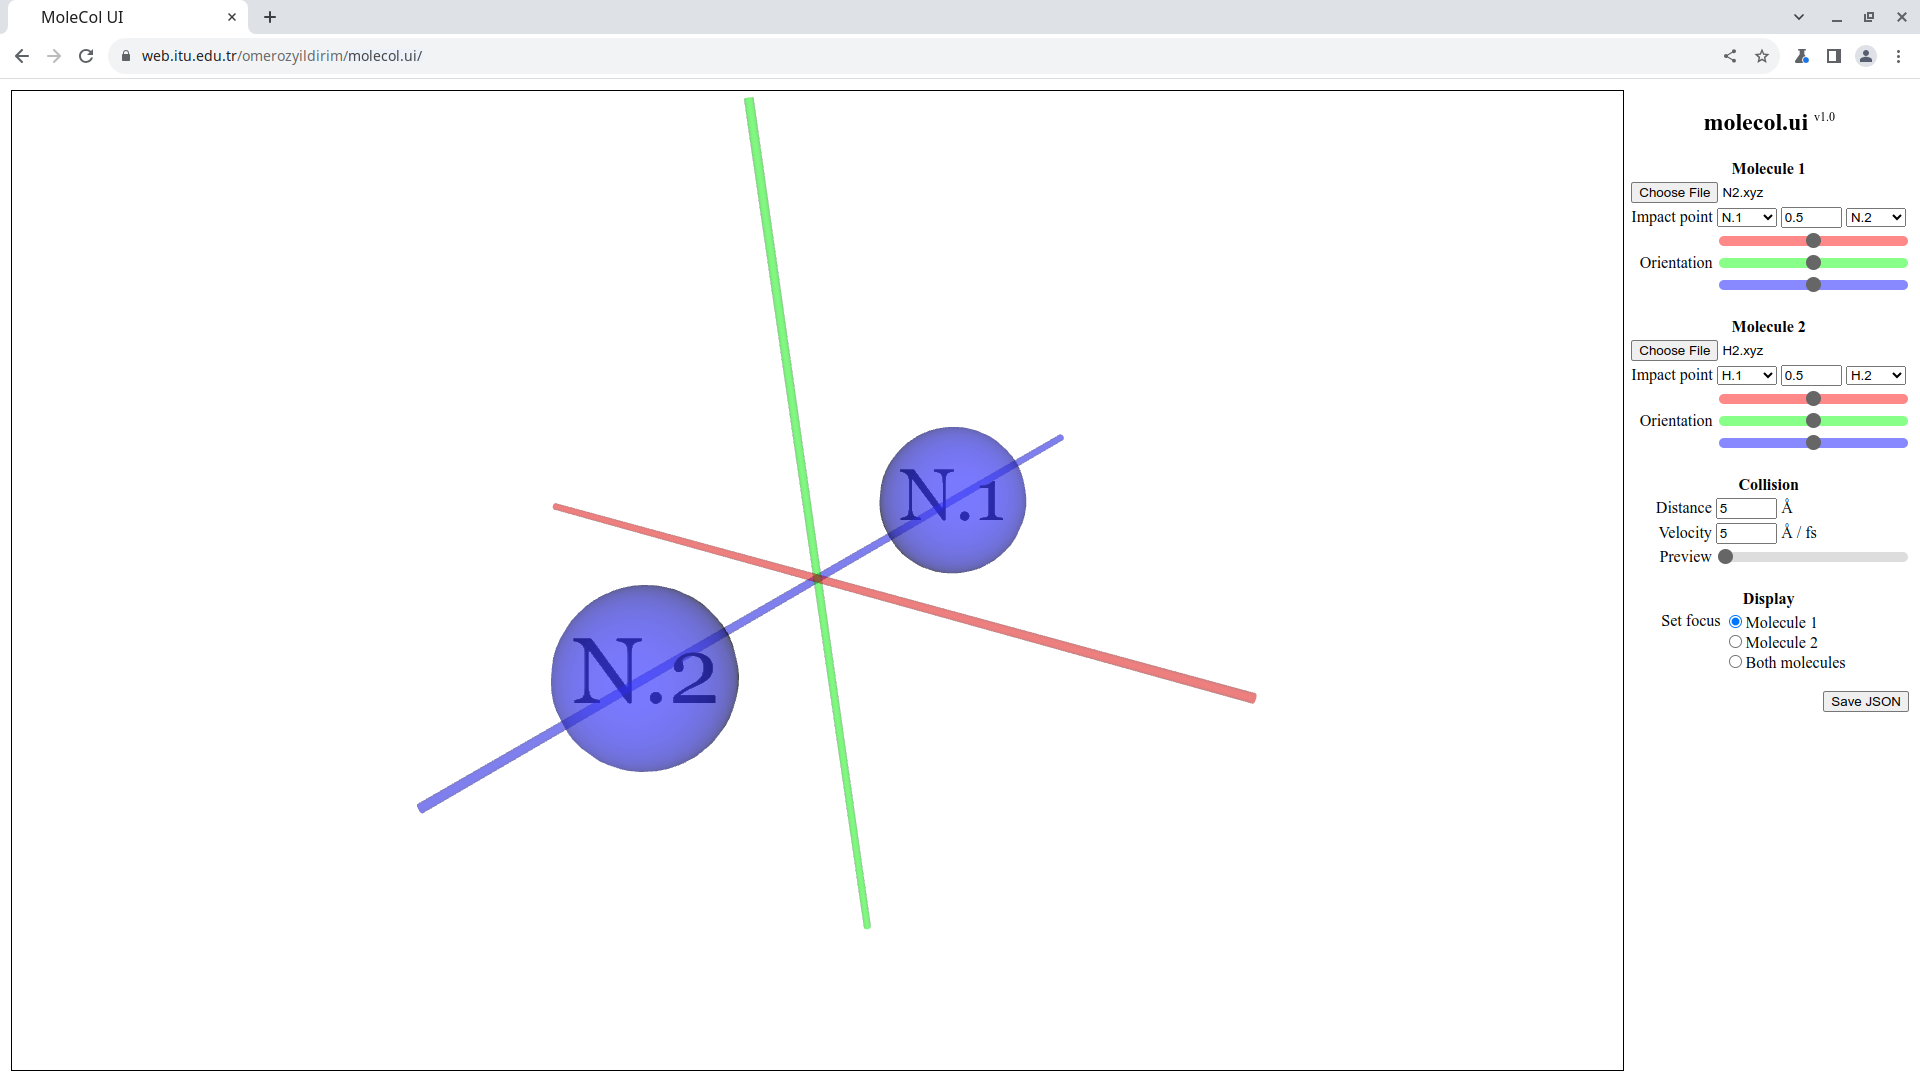 MoleCol UI
web.itu.edu.tr/omerozyildirim/molecol.ui/
N.1
N.2
molecol.ui v1.0
Molecule 1
Choose File N2.xyz
Impact point N.1 0.5 N.2
Orientation
Molecule 2
Choose File H2.xyz
Impact point H.1 0.5 H.2
Orientation
Collision
Distance 5 Å
Velocity 5 Å / fs
Preview
Display
Set focus Molecule 1
Molecule 2
Both molecules
Save JSON